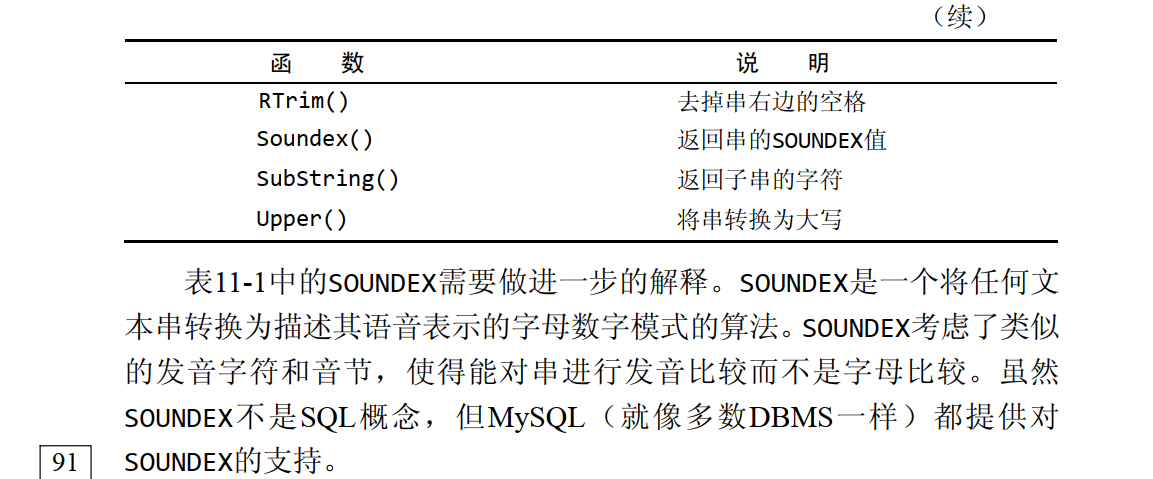 （续）
函 数 说 明
RTrim() 去掉串右边的空格
Soundex() 返回串的SOUNDEX值
SubString() 返回子串的字符
Upper() 将串转换为大写
表11-1中的SOUNDEX需要做进一步的解释。SOUNDEX是一个将任何文
本串转换为描述其语音表示的字母数字模式的算法。SOUNDEX考虑了类似
的发音字符和音节，使得能对串进行发音比较而不是字母比较。虽然
SOUNDEX不是SQL概念，但MySQL（就像多数DBMS一样）都提供对
91 SOUNDEX的支持。